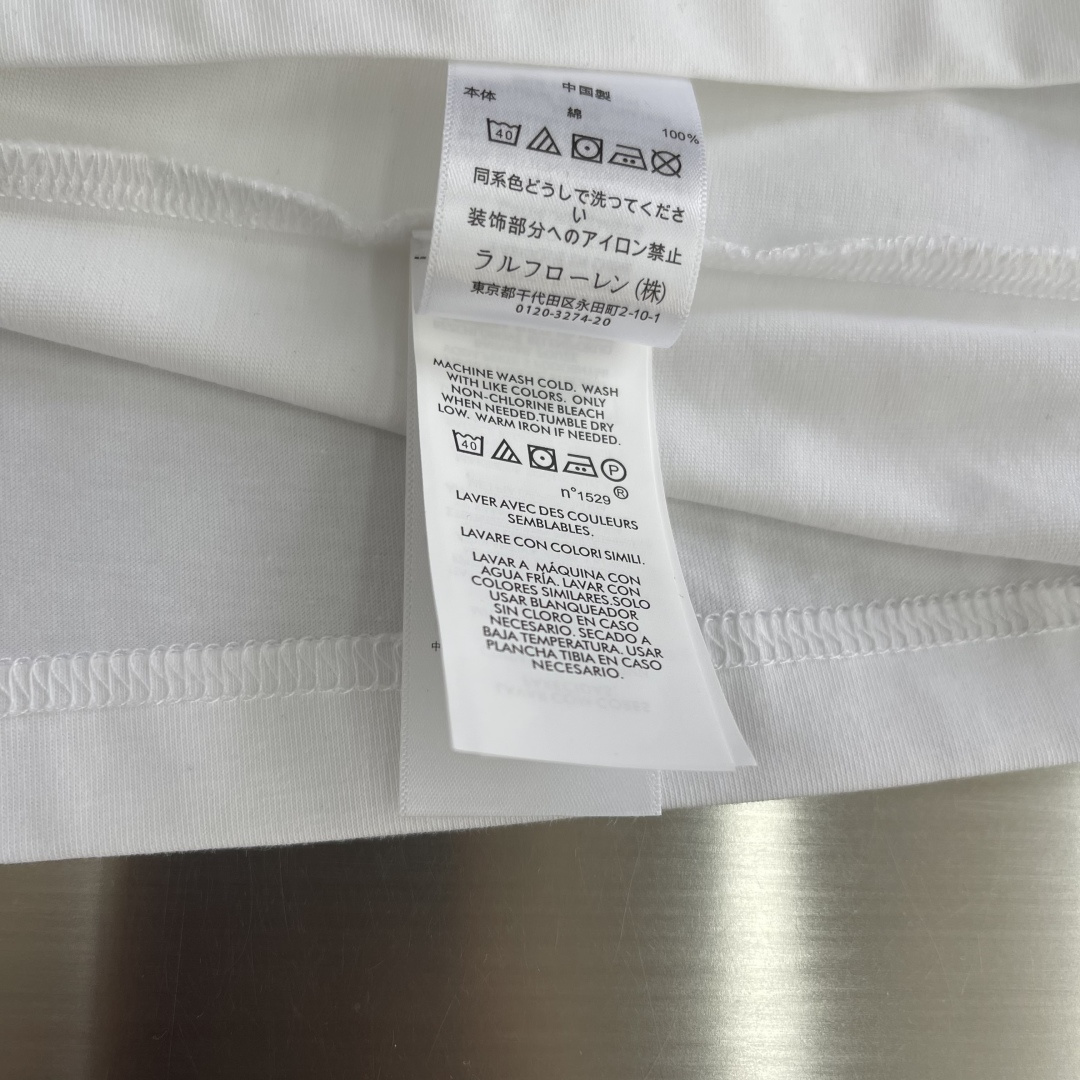 中国製
本体
綿
100%
40
同系色どうしで洗つてくださ
い
装飾部分へのアイロン禁止
ラルフローレン(株)
東京都千代田区永田町2-10-1
0120-3274-20
MACHINE WASH COLD. WASH
WITH LIKE COLORS. ONLY
NON-CHLORINE BLEACH
WHEN NEEDED.TUMBLE DRY
LOW. WARM IRON IF NEEDED.
40 P
n°1529®
LAVER AVEC DES COULEURS
SEMBLABLES.
LAVARE CON COLORI SIMILI.
LAVAR A MÁQUINA CON
AGUA FRÍA. LAVAR CON
COLORES SIMILARES.SOLO
USAR BLANQUEADOR
SIN CLORO EN CASO
NECESARIO. SECADO A
BAJA TEMPERATURA. USAR
PLANCHA TIBIA EN CASO
NECESARIO.
中